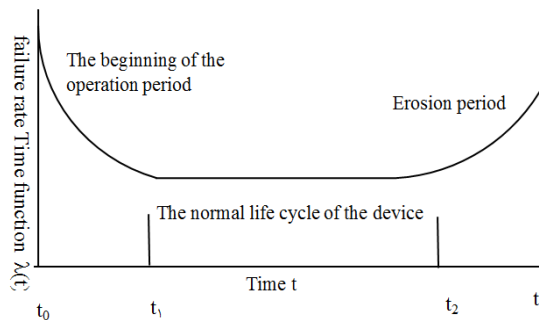 The beginning of the
operation period
Erosion period
failure rate Time function λ(t)
The normal life cycle of the device
Time t
t₀
t١
t₂
t